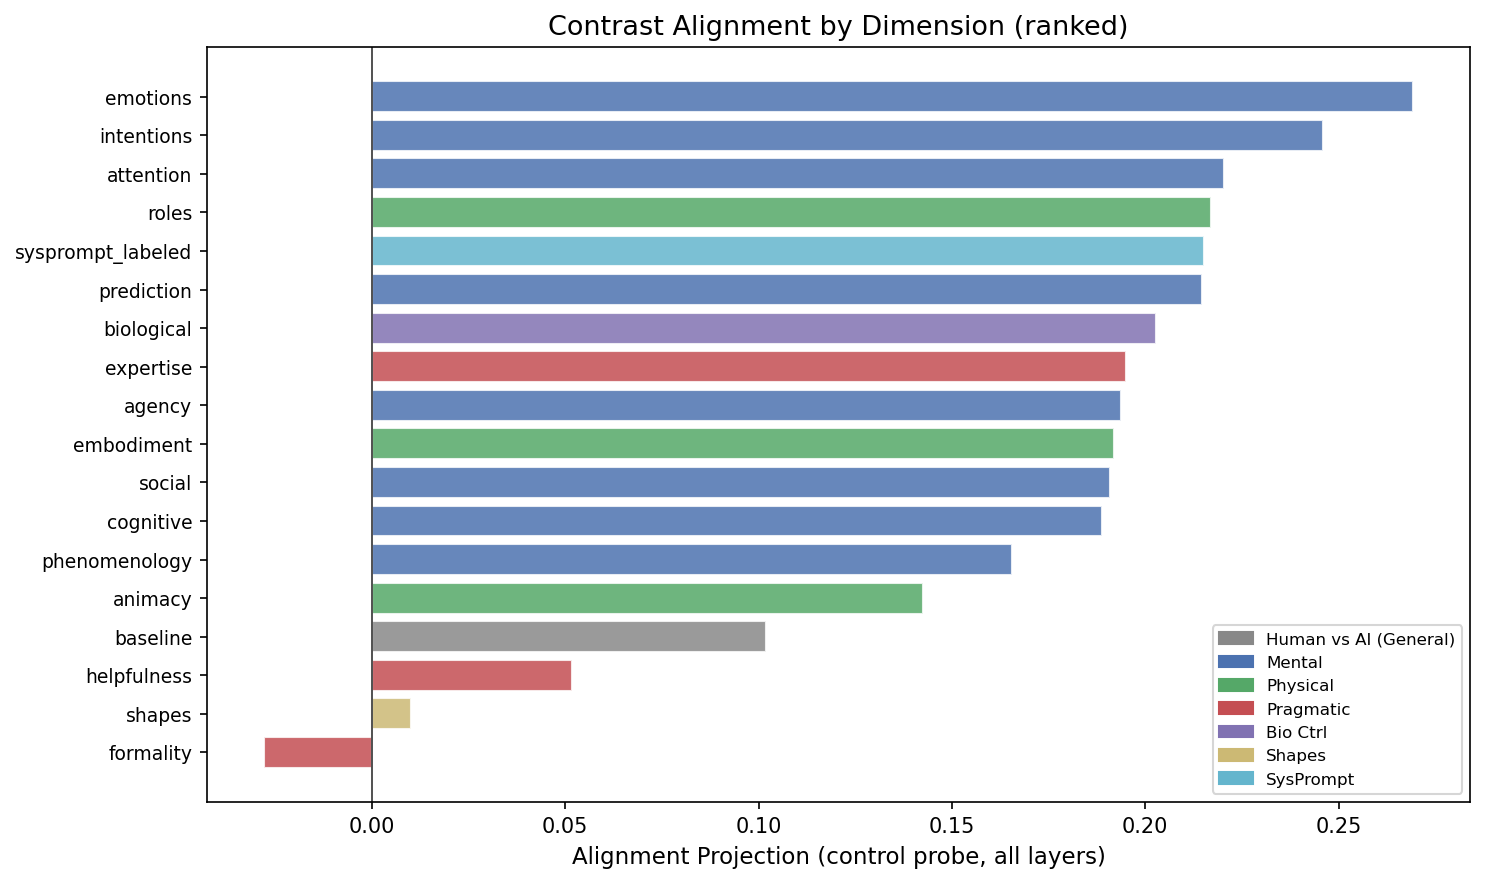 Contrast Alignment by Dimension (ranked)
emotions
intentions
attention
roles
sysprompt_labeled
prediction
biological
expertise
agency
embodiment
social
cognitive
phenomenology
animacy
baseline
helpfulness
shapes
formality
Human vs AI (General)
Mental
Physical
Pragmatic
Bio Ctrl
Shapes
SysPrompt
0.00 0.05 0.10 0.15 0.20 0.25
Alignment Projection (control probe, all layers)